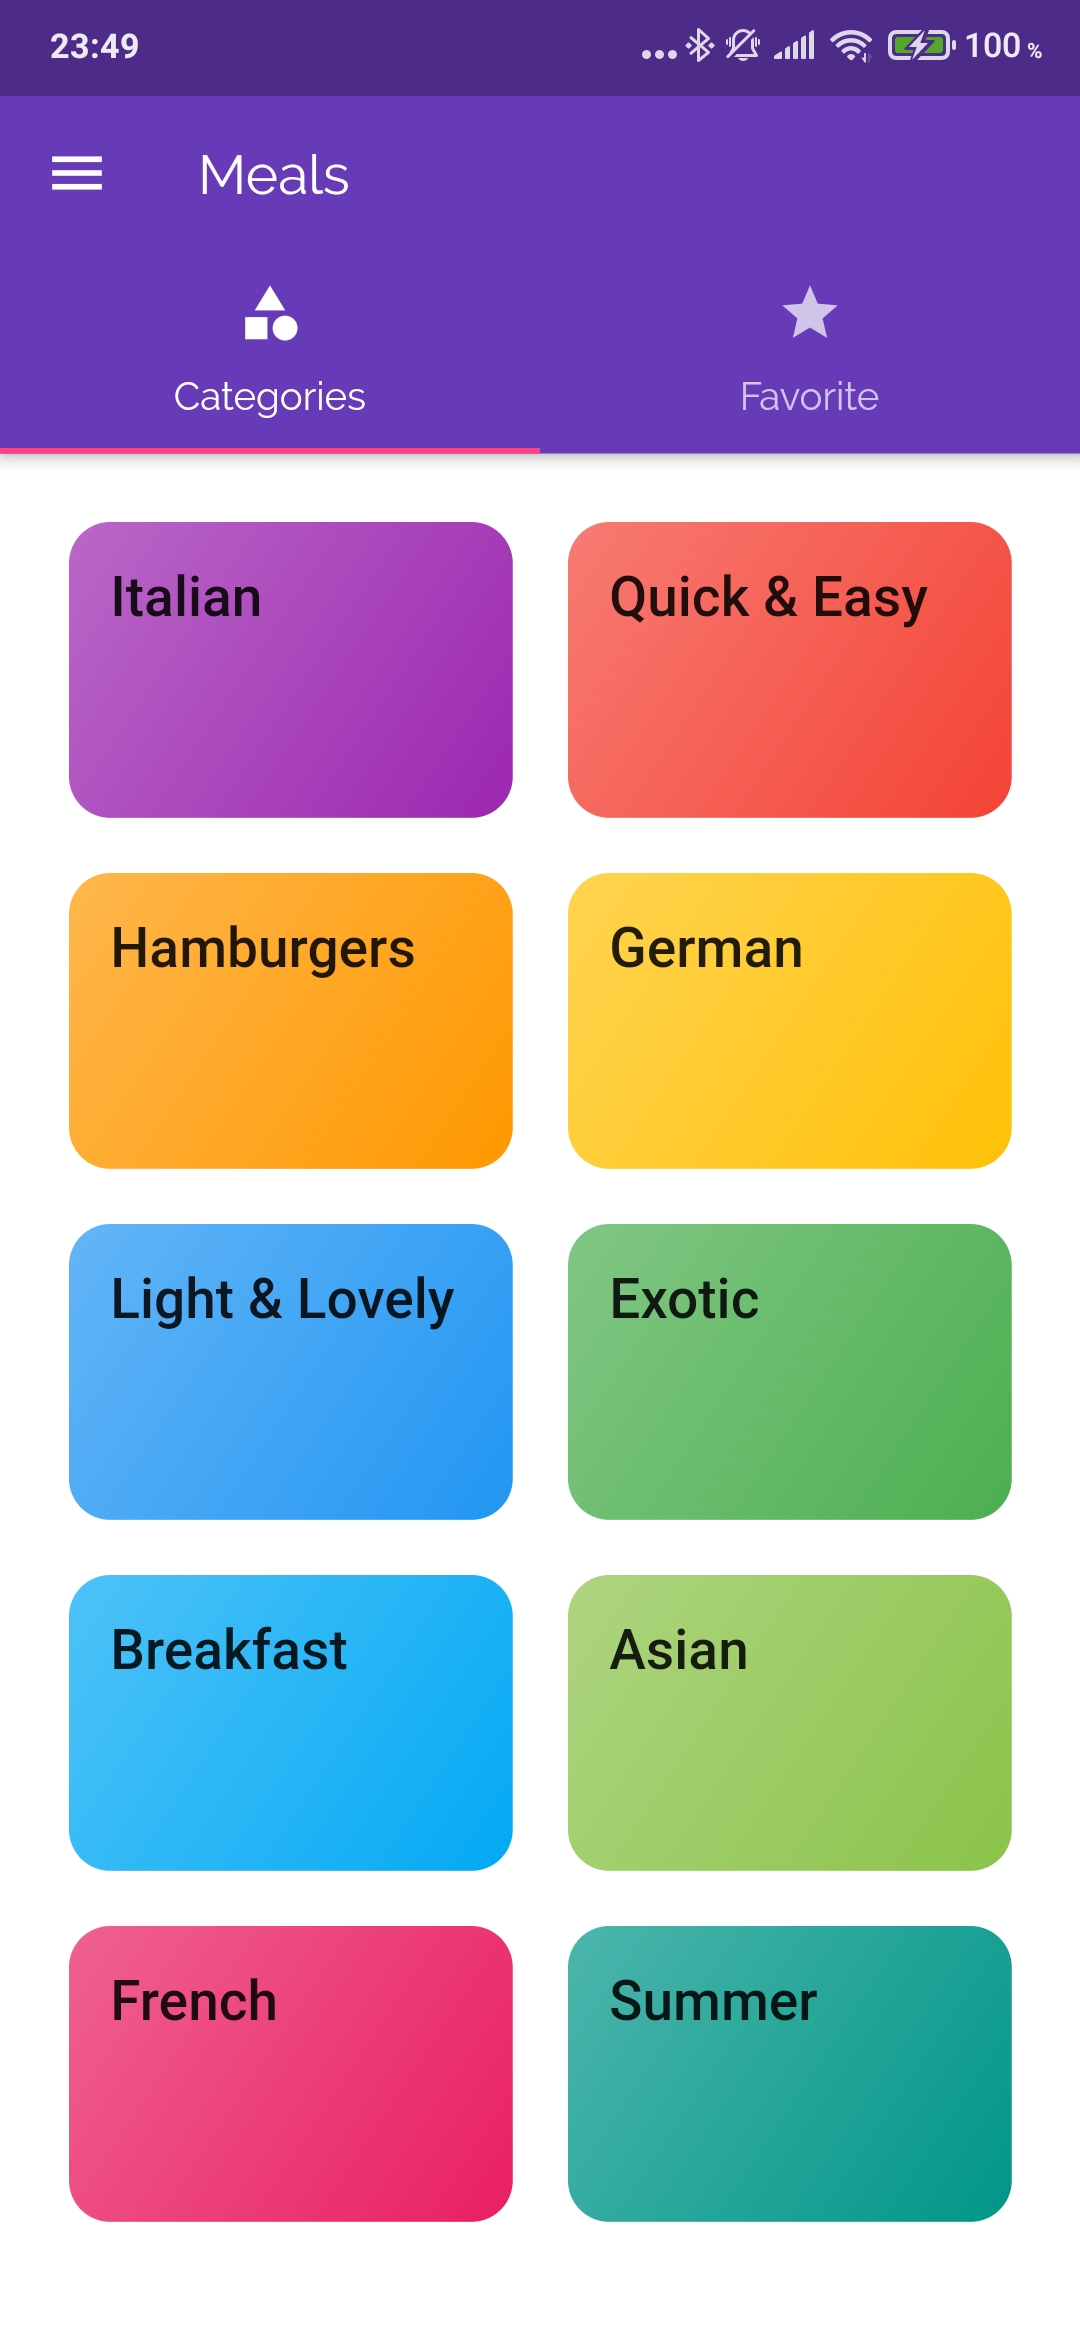 23:49 100 %
Meals
Categories Favorite
Italian Quick & Easy
Hamburgers German
Light & Lovely Exotic
Breakfast Asian
French Summer